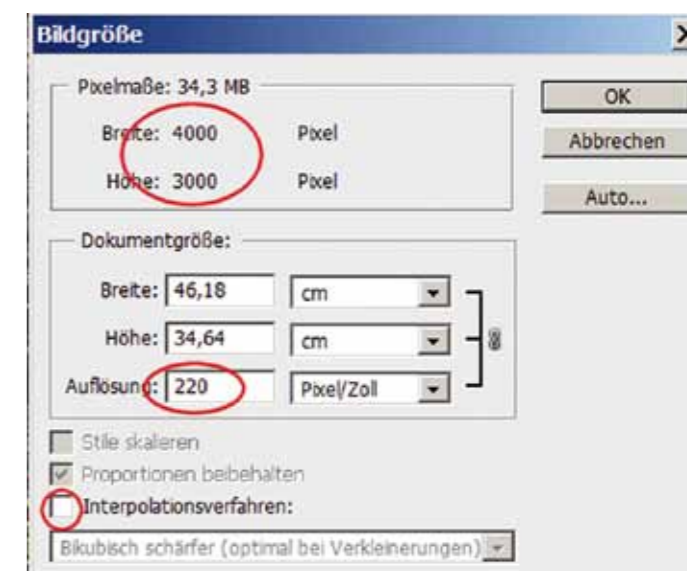 Bildgröße
Pixelmaße: 34,3 MB
Breite: 4000 Pixel
Höhe: 3000 Pixel
OK
Abbrechen
Auto...
Dokumentgröße:
Breite: 46,18 cm
Höhe: 34,64 cm
Auflösung: 220 Pixel/Zoll
Stile skalieren
Proportionen beibehalten
Interpolationsverfahren:
Bikubisch schärfer (optimal bei Verkleinerungen)